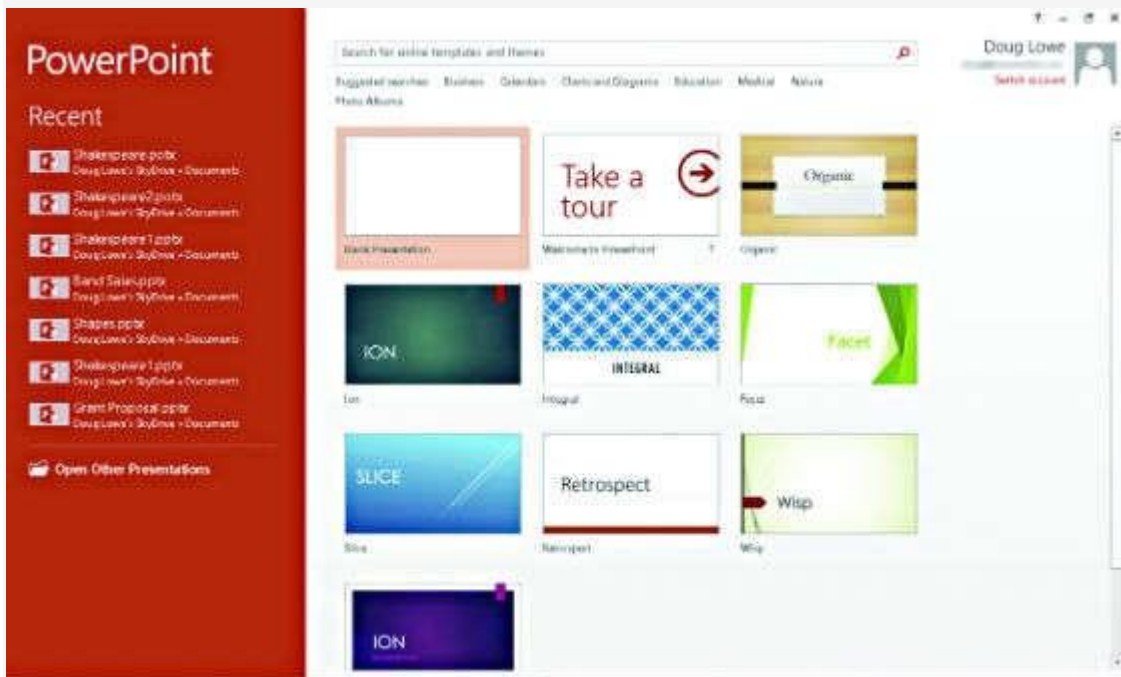 PowerPoint
Recent
Shakespeare.pptx
Doug Lowe's SkyDrive » Documents
Shakespeare2.pptx
Doug Lowe's SkyDrive » Documents
Shakespeare1.pptx
Doug Lowe's SkyDrive » Documents
Band Sales.pptx
Doug Lowe's SkyDrive » Documents
Shapes.pptx
Doug Lowe's SkyDrive » Documents
Shakespeare1.pptx
Doug Lowe's SkyDrive » Documents
Grant Proposal.pptx
Doug Lowe's SkyDrive » Documents
Open Other Presentations
Search for online templates and themes
Suggested searches: Business Calendars Charts and Diagrams Education Medical Nature
Photo Albums
Doug Lowe
Switch account
Blank Presentation
Take a
tour
Welcome to PowerPoint
Organic
Organic
ION
Ion
INTEGRAL
Integral
Facet
Facet
SLICE
Slice
Retrospect
Retrospect
Wisp
Wisp
ION